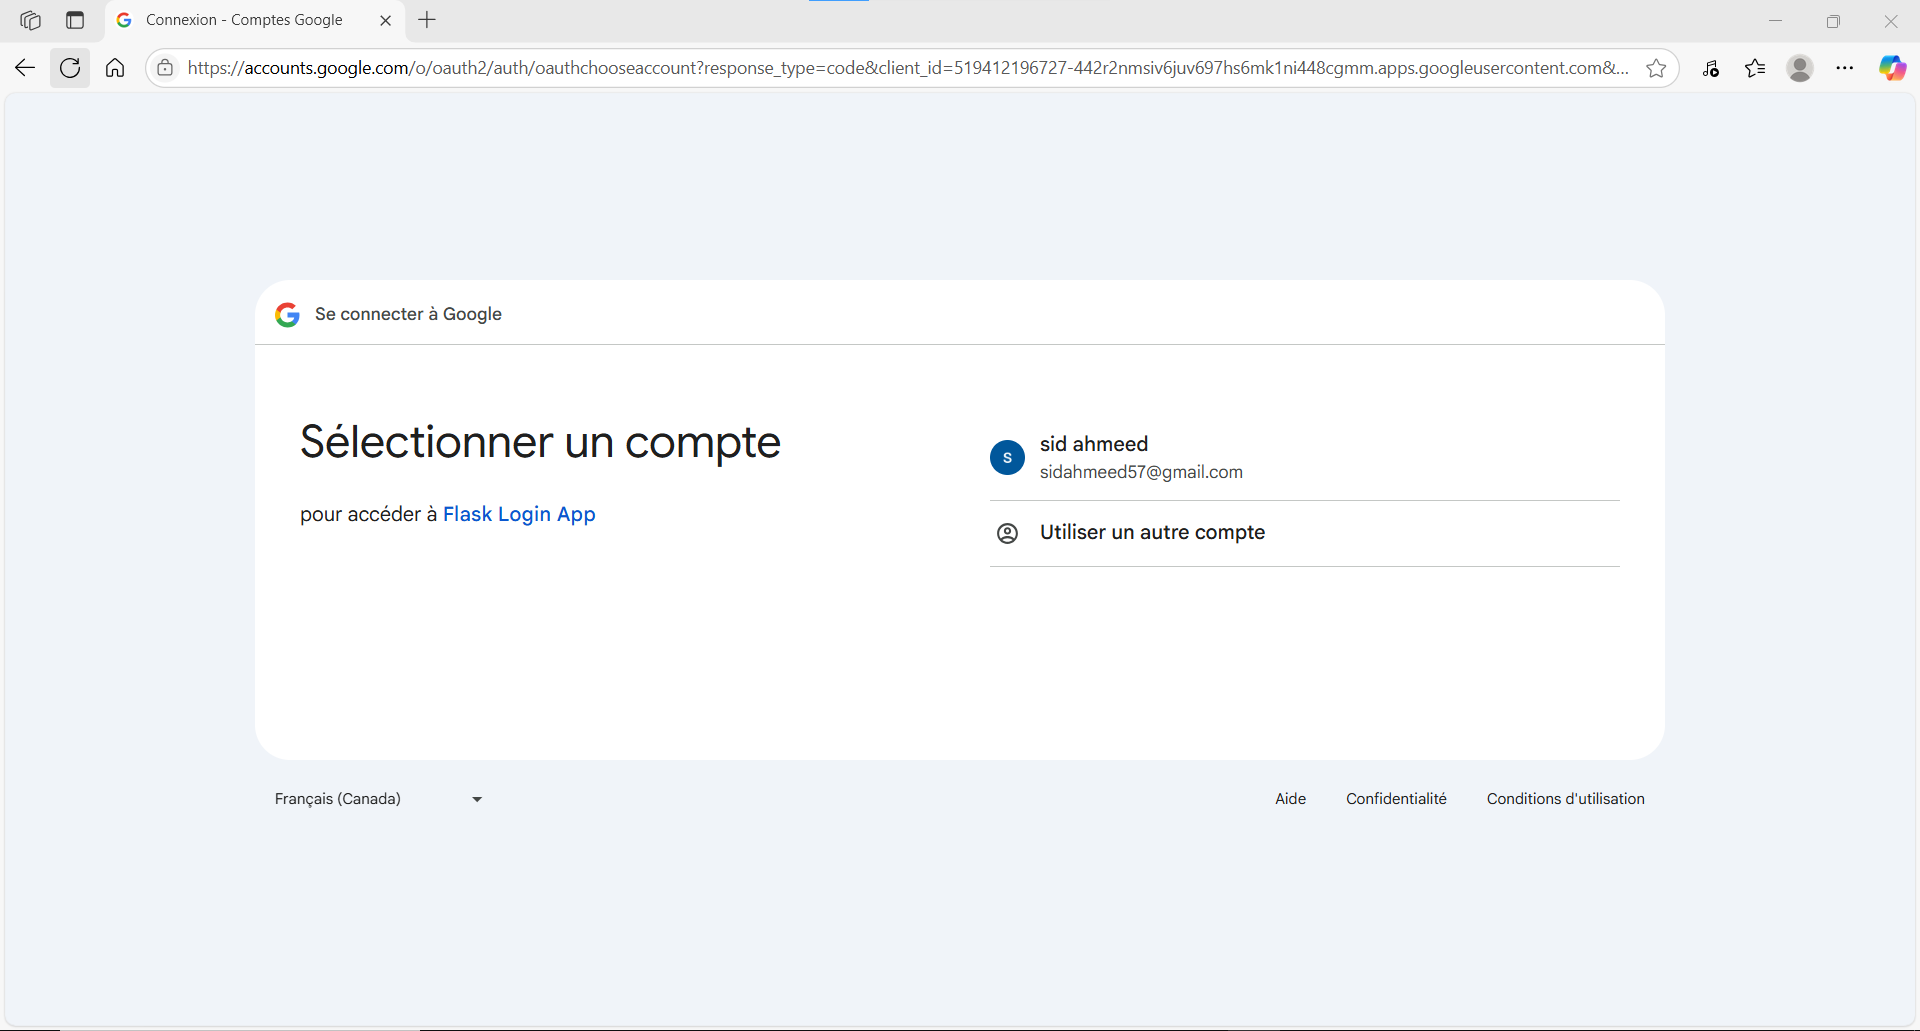 Connexion - Comptes Google
https://accounts.google.com/o/oauth2/auth/oauthchooseaccount?response_type=code&client_id=519412196727-442r2nmsiv6juv697hs6mk1ni448cgmm.apps.googleusercontent.com&...
Se connecter à Google
Sélectionner un compte
pour accéder à Flask Login App
S
sid ahmeed
sidahmeed57@gmail.com
Utiliser un autre compte
Français (Canada)
Aide Confidentialité Conditions d'utilisation